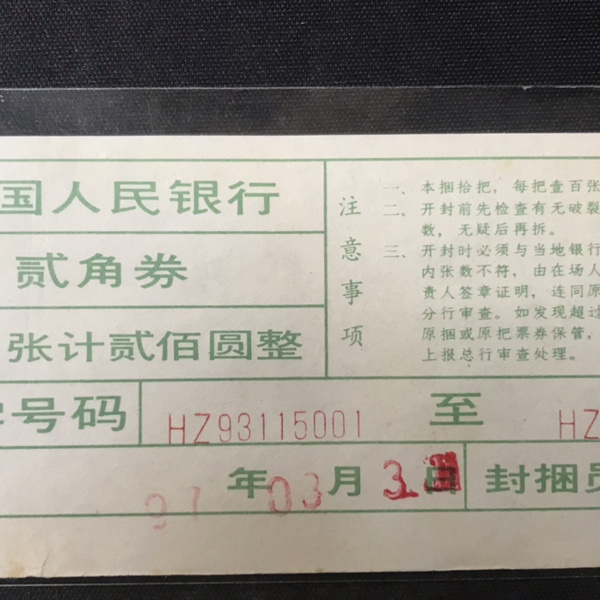 国人民银行
贰角券
张计贰佰圆整
号码 HZ93115001 至 HZ
97 年 03 月 3 日 封捆员
注意事项
一、本捆拾把，每把壹百张
二、开封前先检查有无破裂
数，无疑后再拆。
三、开封时必须与当地银行
内张数不符，由在场人
责人签章证明，连同原
分行审查。如发现超过
原捆或原把票券保管，
上报总行审查处理。